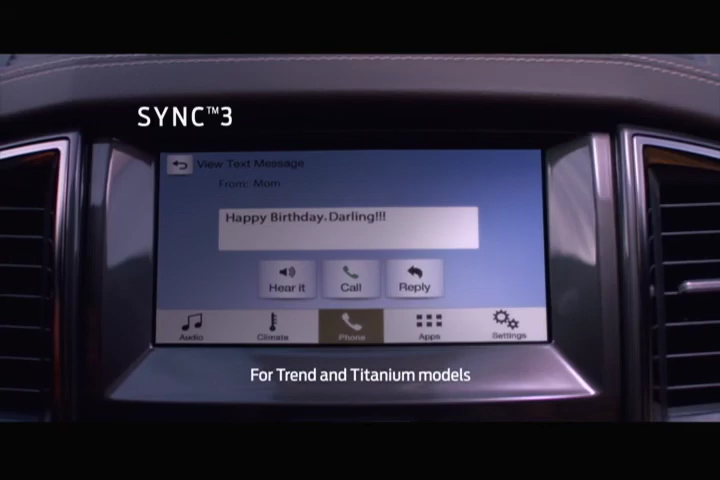 SYNC™3
View Text Message
From: Mom
Happy Birthday.Darling!!!
Hear it
Call
Reply
Audio
Climate
Phone
Apps
Settings
For Trend and Titanium models